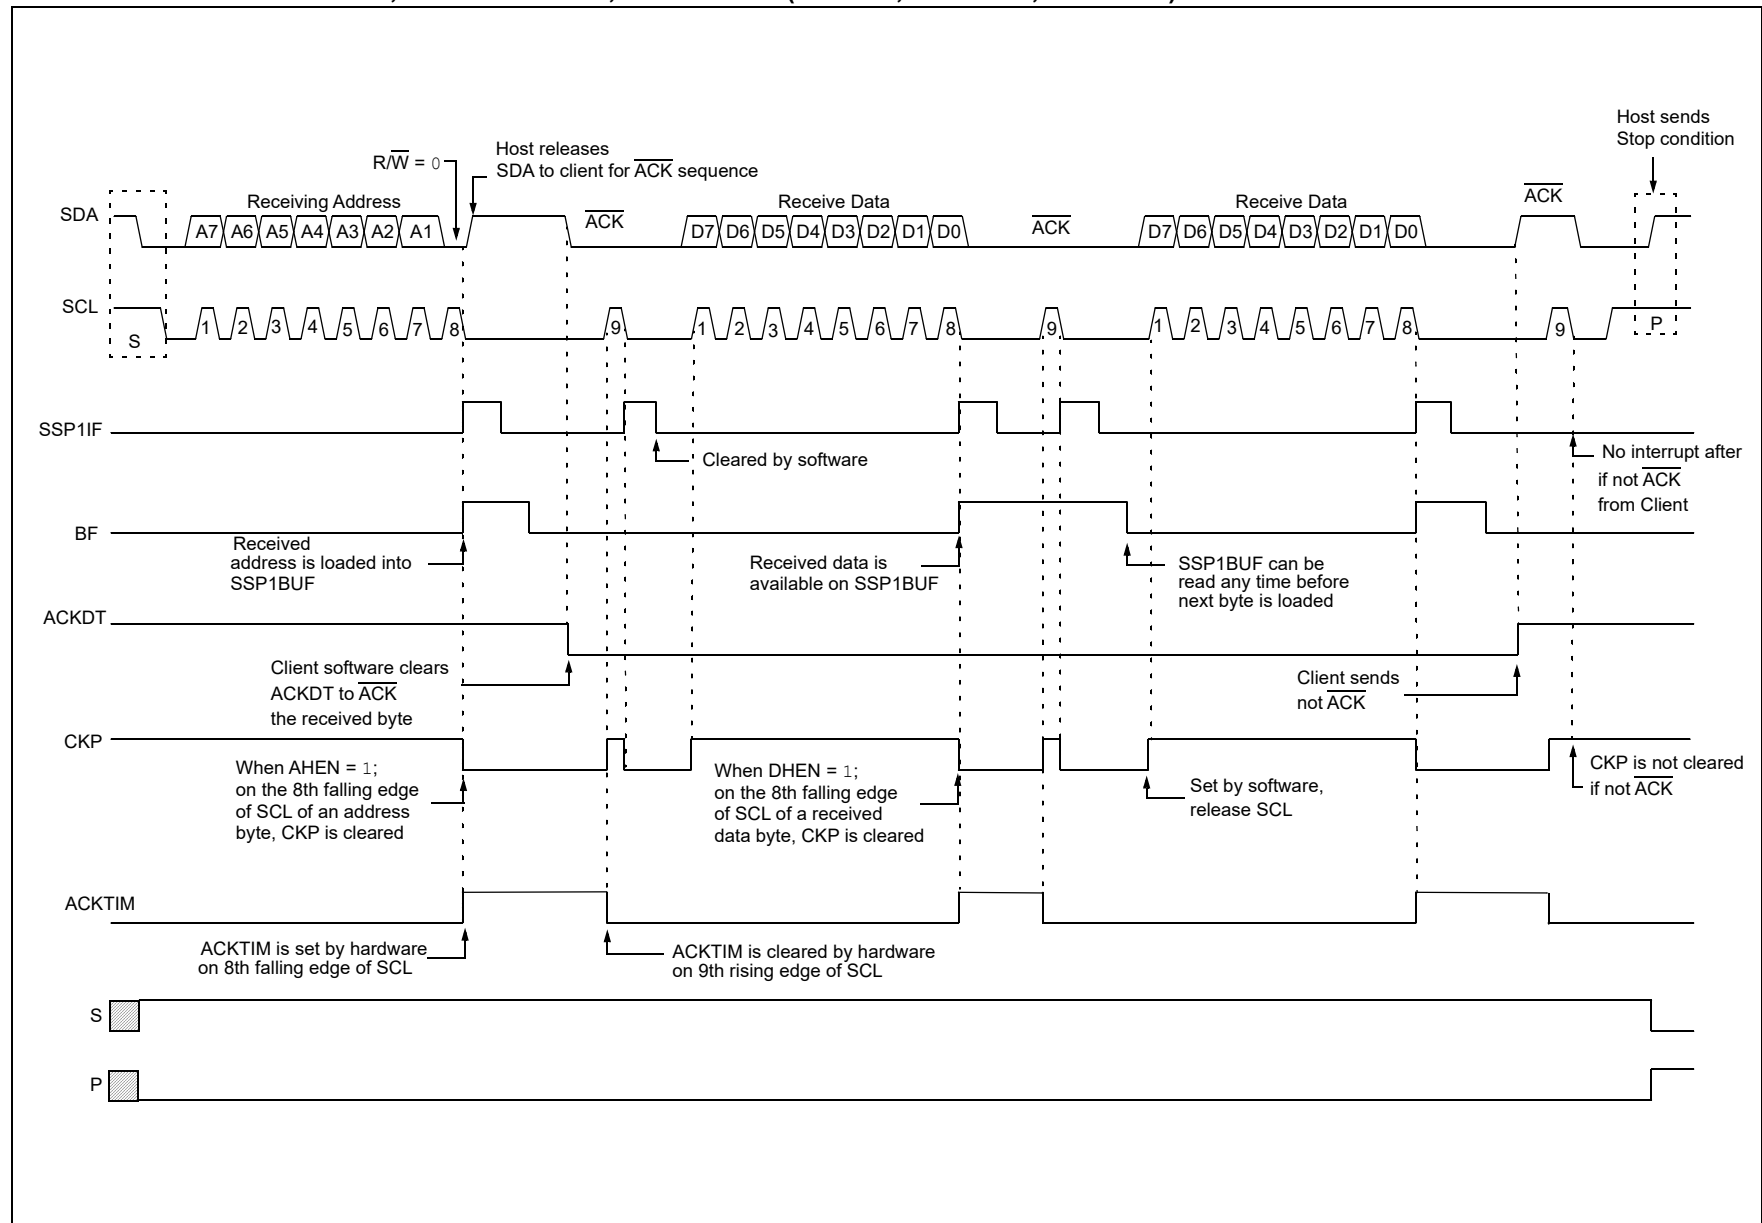 Host sends
Stop condition
Host releases
SDA to client for ACK sequence
R/W = 0
Receiving Address
ACK
Receive Data
ACK
Receive Data
ACK
SDA
A7 A6 A5 A4 A3 A2 A1
D7 D6 D5 D4 D3 D2 D1 D0
D7 D6 D5 D4 D3 D2 D1 D0
SCL
S
1 2 3 4 5 6 7 8 9
1 2 3 4 5 6 7 8 9
1 2 3 4 5 6 7 8 9
P
SSP1IF
Cleared by software
No interrupt after
if not ACK
from Client
BF
Received
address is loaded into
SSP1BUF
Received data is
available on SSP1BUF
SSP1BUF can be
read any time before
next byte is loaded
ACKDT
Client software clears
ACKDT to ACK
the received byte
Client sends
not ACK
CKP
When AHEN = 1;
on the 8th falling edge
of SCL of an address
byte, CKP is cleared
When DHEN = 1;
on the 8th falling edge
of SCL of a received
data byte, CKP is cleared
Set by software,
release SCL
CKP is not cleared
if not ACK
ACKTIM
ACKTIM is set by hardware
on 8th falling edge of SCL
ACKTIM is cleared by hardware
on 9th rising edge of SCL
S
P